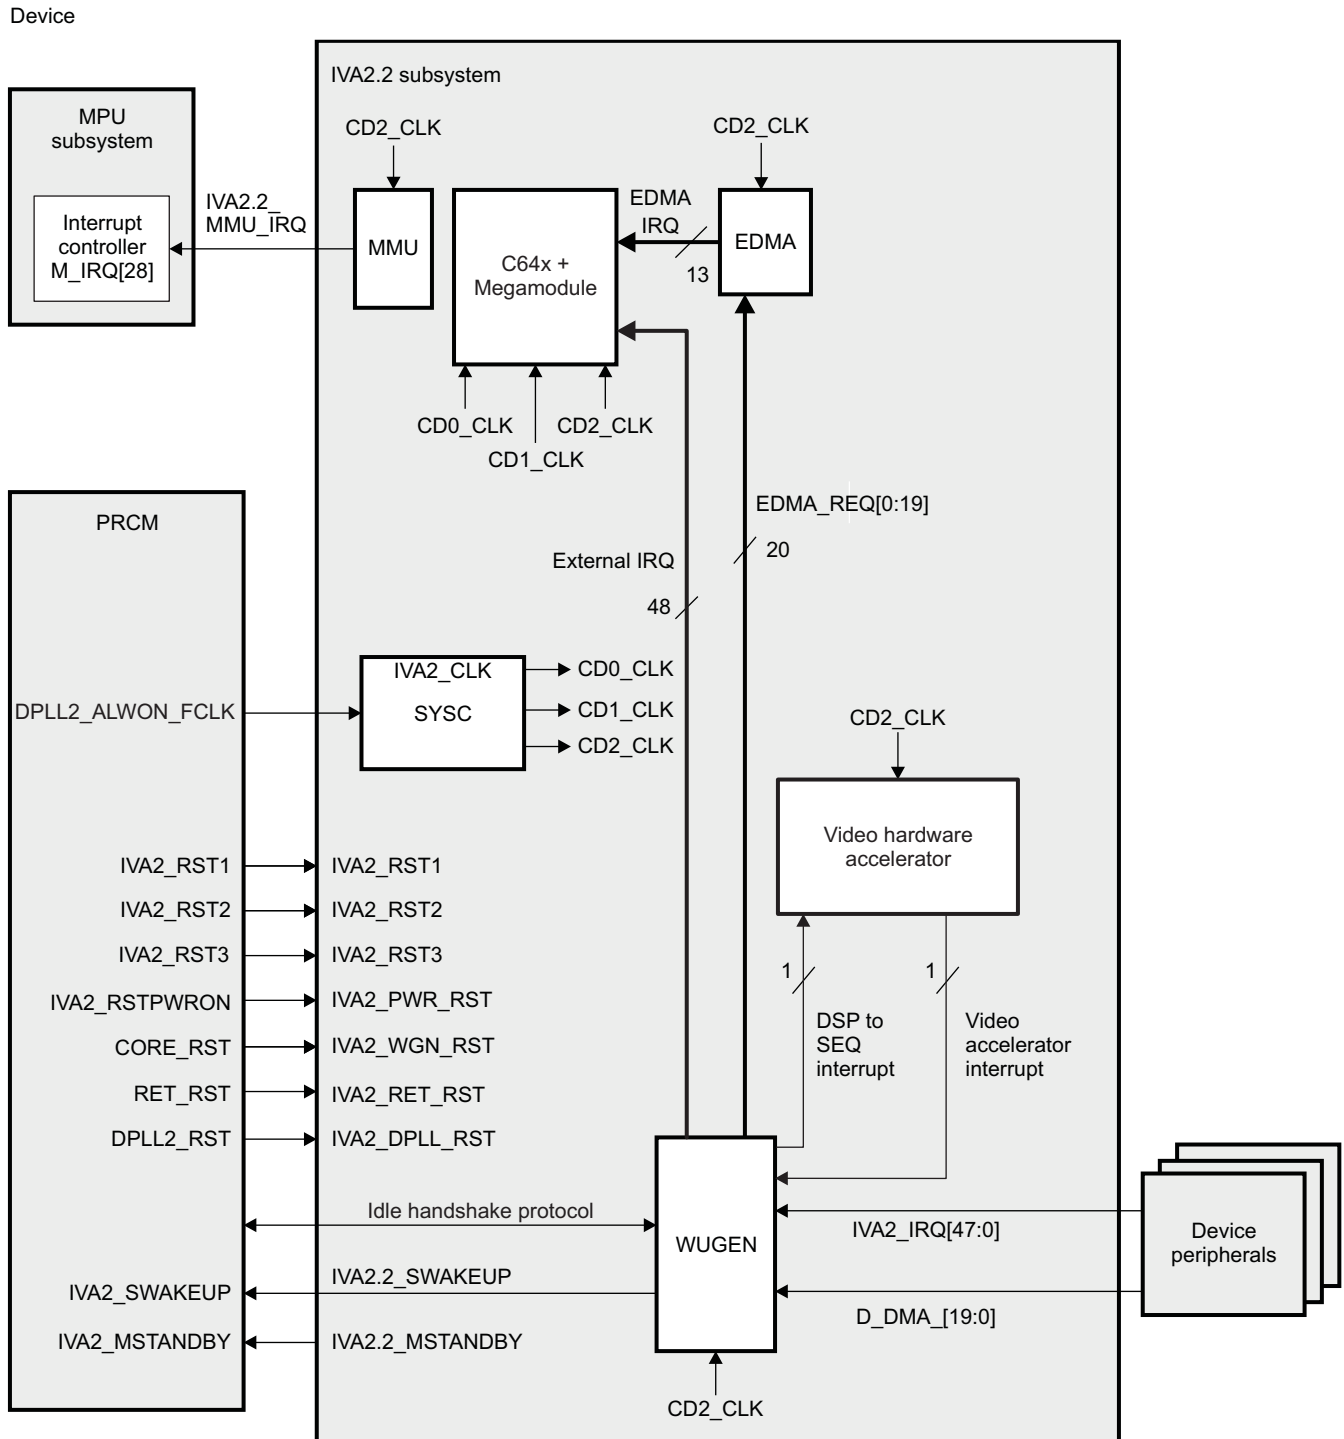 Device
IVA2.2 subsystem
MPU
subsystem
Interrupt
controller
M_IRQ[28]
IVA2.2_
MMU_IRQ
CD2_CLK
MMU
C64x +
Megamodule
EDMA
IRQ
13
CD2_CLK
EDMA
CD0_CLK
CD2_CLK
CD1_CLK
EDMA_REQ[0:19]
20
External IRQ
48
PRCM
DPLL2_ALWON_FCLK
IVA2_CLK
SYSC
CD0_CLK
CD1_CLK
CD2_CLK
CD2_CLK
Video hardware
accelerator
1
1
DSP to
SEQ
interrupt
Video
accelerator
interrupt
IVA2_RST1
IVA2_RST1
IVA2_RST2
IVA2_RST2
IVA2_RST3
IVA2_RST3
IVA2_RSTPWRON
IVA2_PWR_RST
CORE_RST
IVA2_WGN_RST
RET_RST
IVA2_RET_RST
DPLL2_RST
IVA2_DPLL_RST
Idle handshake protocol
WUGEN
IVA2_IRQ[47:0]
Device
peripherals
IVA2_SWAKEUP
IVA2.2_SWAKEUP
D_DMA_[19:0]
IVA2_MSTANDBY
IVA2.2_MSTANDBY
CD2_CLK